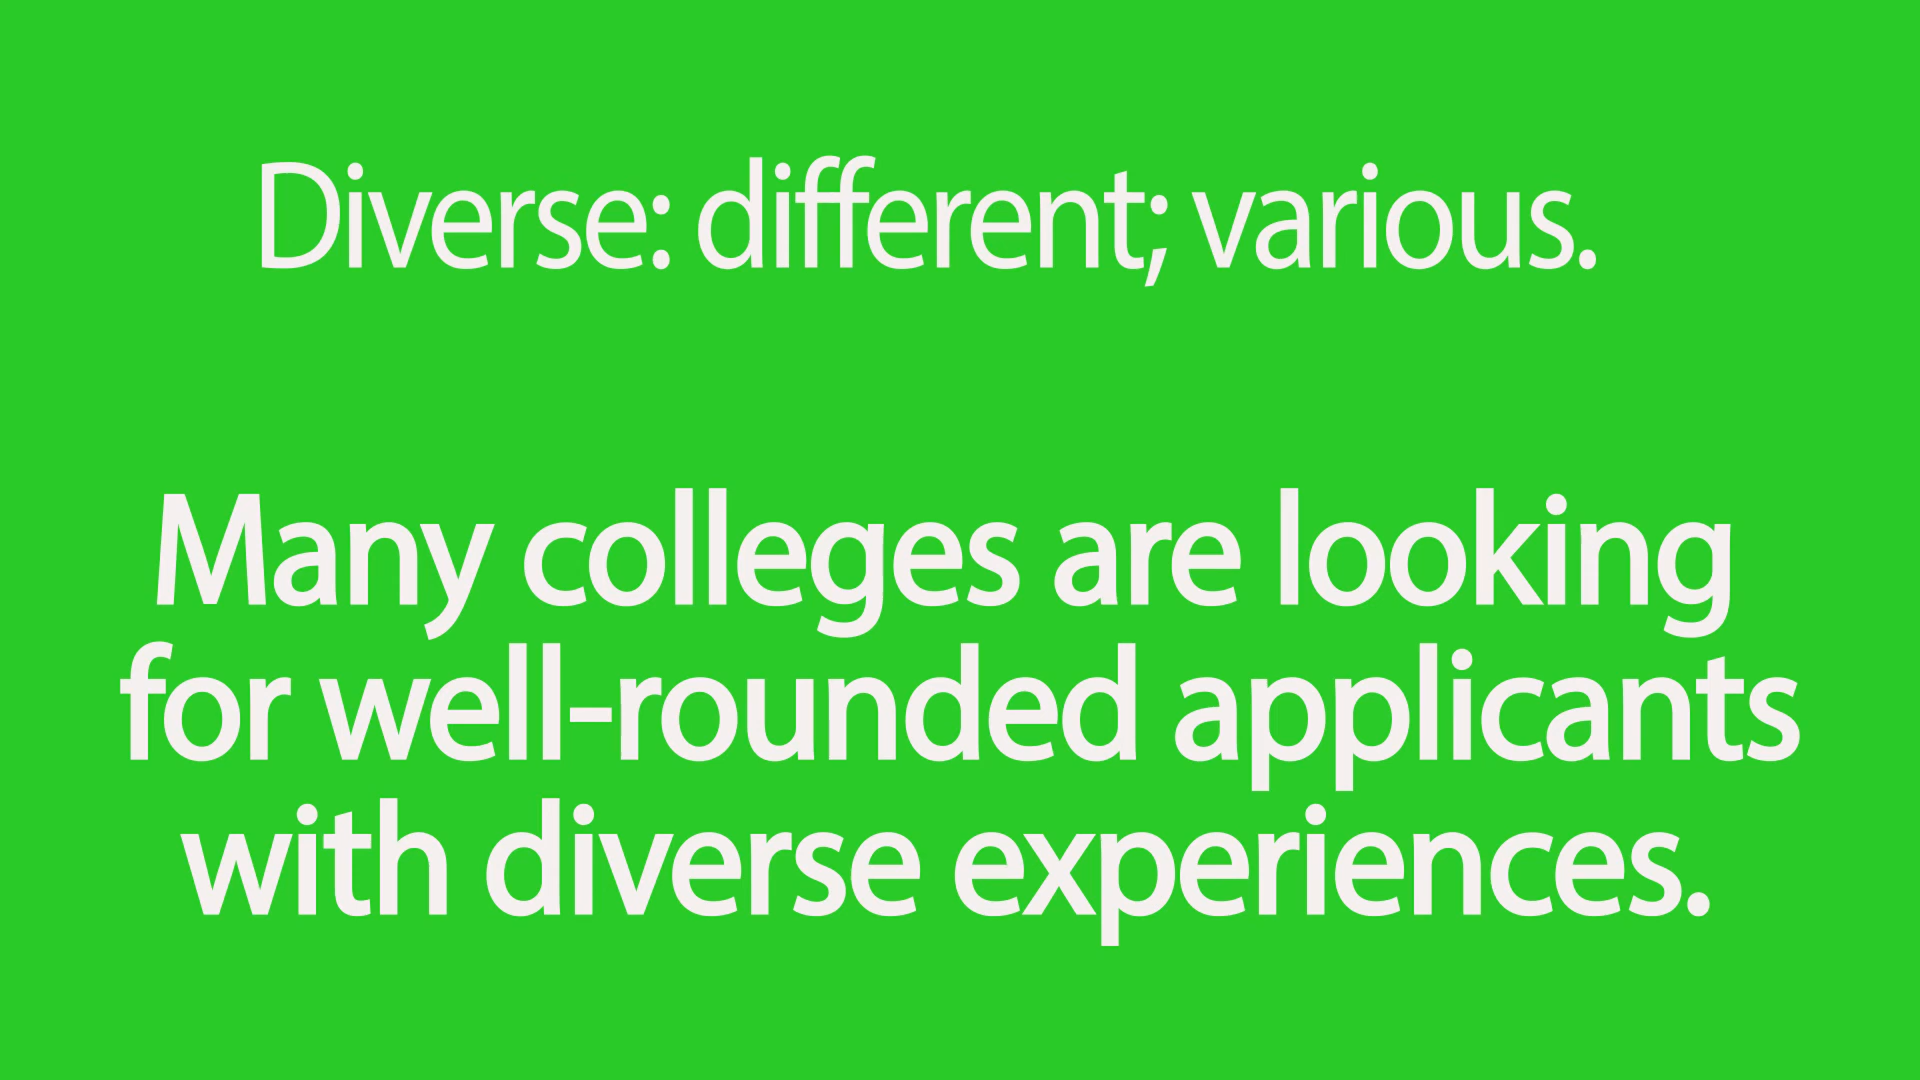 Diverse: different; various.
Many colleges are looking
for well-rounded applicants
with diverse experiences.